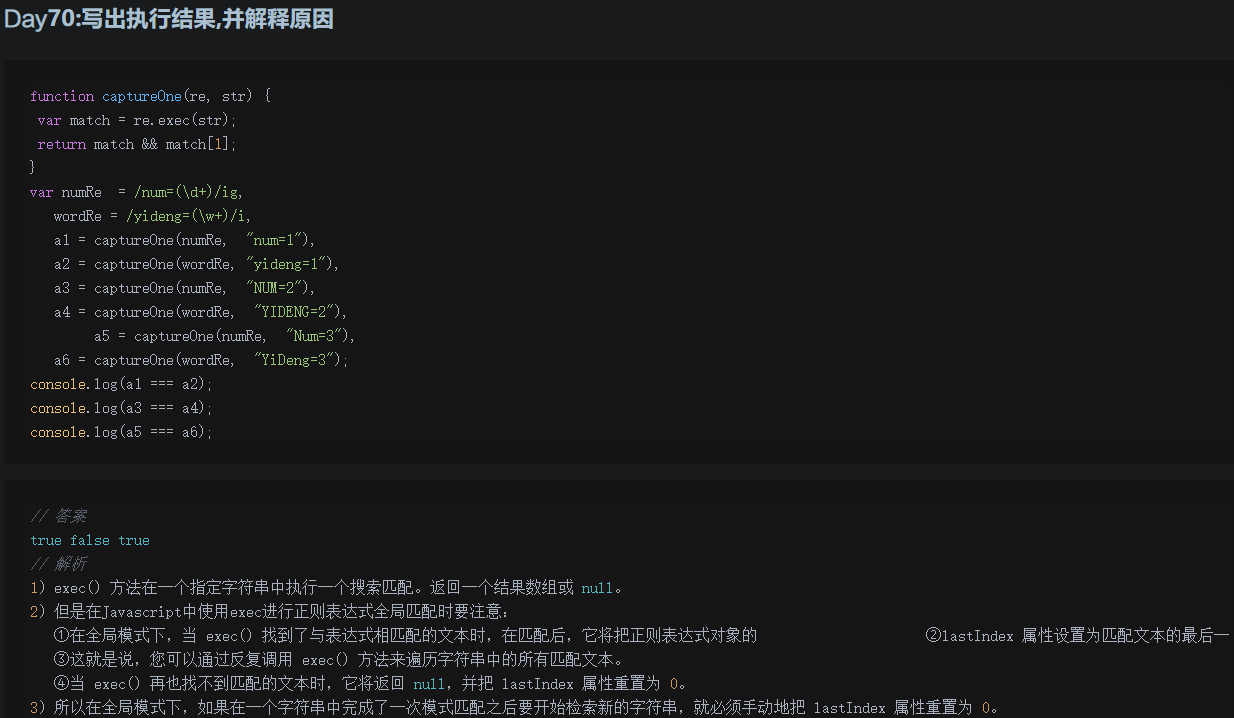 Day70:写出执行结果,并解释原因
function captureOne(re, str) {
 var match = re.exec(str);
 return match && match[1];
}
var numRe  = /num=(\d+)/ig,
   wordRe = /yideng=(\w+)/i,
   a1 = captureOne(numRe,  "num=1"),
   a2 = captureOne(wordRe, "yideng=1"),
   a3 = captureOne(numRe,  "NUM=2"),
   a4 = captureOne(wordRe,  "YIDENG=2"),
        a5 = captureOne(numRe,  "Num=3"),
   a6 = captureOne(wordRe,  "YiDeng=3");
console.log(a1 === a2);
console.log(a3 === a4);
console.log(a5 === a6);
// 答案
true false true
// 解析
1）exec() 方法在一个指定字符串中执行一个搜索匹配。返回一个结果数组或 null。
2）但是在Javascript中使用exec进行正则表达式全局匹配时要注意：
   ①在全局模式下，当 exec() 找到了与表达式相匹配的文本时，在匹配后，它将把正则表达式对象的                     ②lastIndex 属性设置为匹配文本的最后一
   ③这就是说，您可以通过反复调用 exec() 方法来遍历字符串中的所有匹配文本。
   ④当 exec() 再也找不到匹配的文本时，它将返回 null，并把 lastIndex 属性重置为 0。
3）所以在全局模式下，如果在一个字符串中完成了一次模式匹配之后要开始检索新的字符串，就必须手动地把 lastIndex 属性重置为 0。